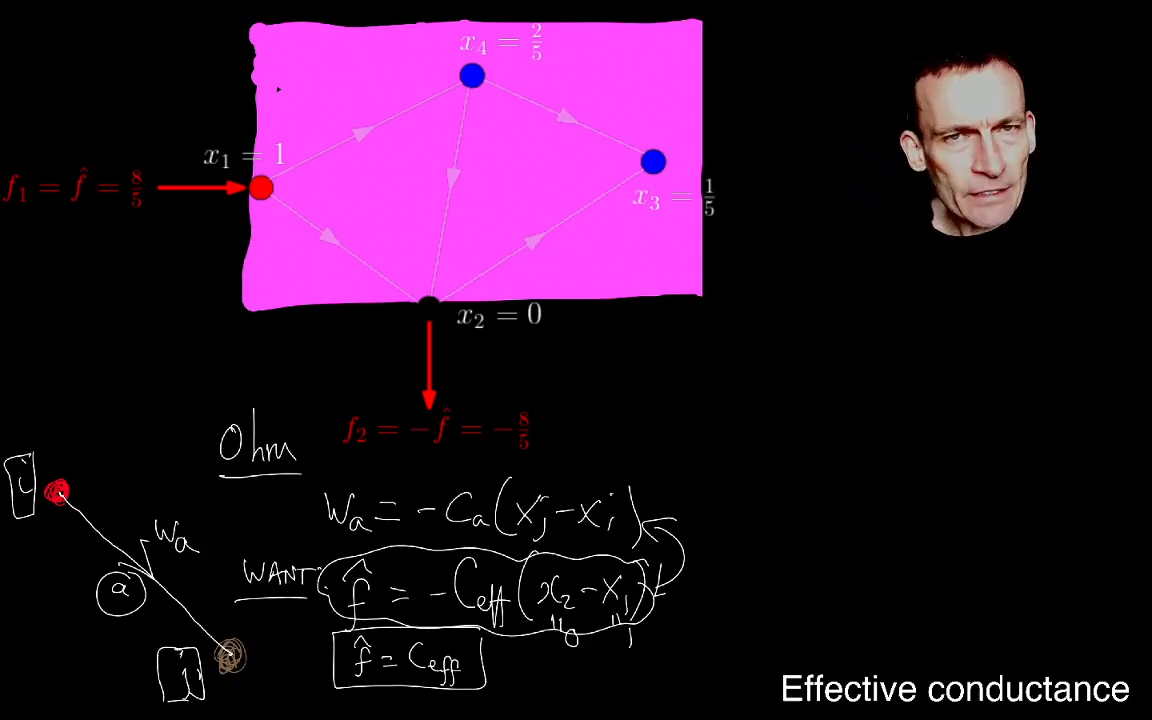 x₄ = 2/5
x₁ = 1
f₁ = f̂ = 8/5
x₃ = 1/5
x₂ = 0
f₂ = −f̂ = −8/5
Ohm
i
wₐ = −Cₐ(xⱼ − xᵢ)
wₐ
WANT: f̂ = −C_eff (x₂ − x₁)
a
0 1
f̂ = C_eff
j
Effective conductance